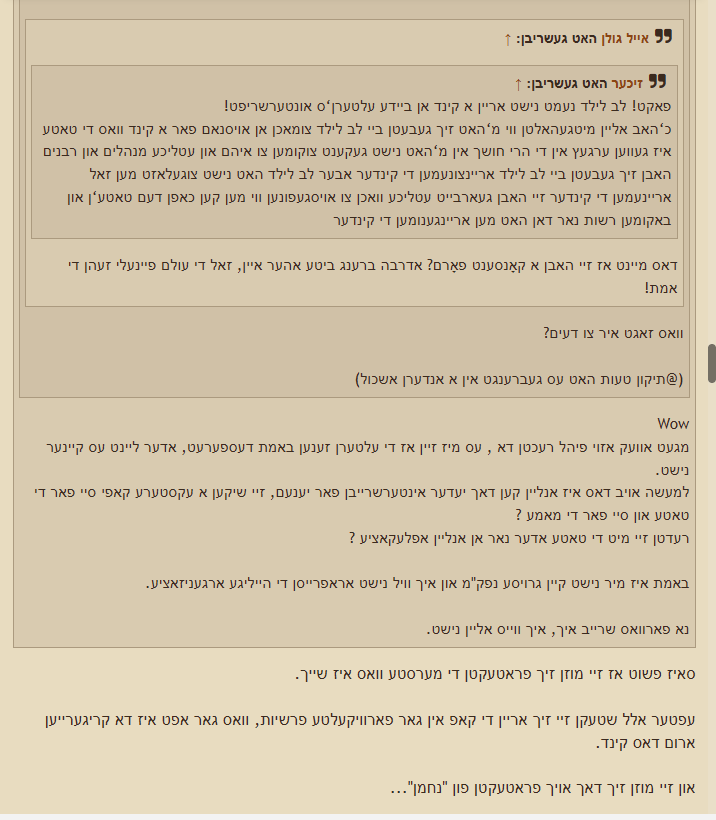 אייל גולן האט געשריבן: ↑
זיכער האט געשריבן: ↑
פאקט! לב לילד נעמט נישט אריין א קינד אן ביידע עלטערן'ס אונטערשריפט!
כ'האב אליין מיטגעהאלטן ווי מ'האט זיך געבעטן ביי לב לילד צומאכן אן אויסנאם פאר א קינד וואס די טאטע
איז געווען ערגעץ אין די הרי חושך אין מ'האט נישט געקענט צוקומען צו איהם און עטליכע מנהלים און רבנים
האבן זיך געבעטן ביי לב לילד אריינצונעמען די קינדער אבער לב לילד האט נישט צוגעלאזט מען זאל
אריינעמען די קינדער זיי האבן געארבייט עטליכע וואכן צו אויסגעפונען ווי מען קען כאפן דעם טאטע'ן און
באקומען רשות נאר דאן האט מען אריינגענומען די קינדער
דאס מיינט אז זיי האבן א קאָנסענט פאָרם? אדרבה ברענג ביטע אהער איין, זאל די עולם פיינעלי זעהן די
אמת!
וואס זאגט איר צו דעים?
(@תיקון טעות האט עס געברענגט אין א אנדערן אשכול)
Wow
מגעט אוועק אזוי פיהל רעכטן דא , עס מיז זיין אז די עלטערן זענען באמת דעספערעט, אדער ליינט עס קיינער
נישט.
למעשה אויב דאס איז אנליין קען דאך יעדער אינטערשרייבן פאר יענעם, זיי שיקען א עקסטערע קאפי סיי פאר די
טאטע און סיי פאר די מאמע ?
רעדטן זיי מיט די טאטע אדער נאר אן אנליין אפלעקאציע ?
באמת איז מיר נישט קיין גרויסע נפק"מ און איך וויל נישט אראפרייסן די הייליגע ארגעניזאציע.
נא פארוואס שרייב איך, איך ווייס אליין נישט.
סאיז פשוט אז זיי מוזן זיך פראטעקטן די מערסטע וואס איז שייך.
עפטער אלל שטעקן זיי זיך אריין די קאפ אין גאר פארוויקעלטע פרשיות, וואס גאר אפט איז דא קריגערייען
ארום דאס קינד.
און זיי מוזן זיך דאך אויך פראטעקטן פון "נחמן"...